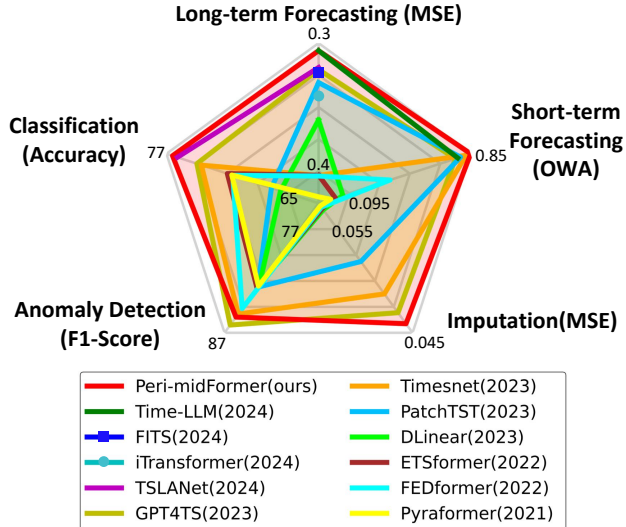 Long-term Forecasting (MSE)
0.3
Short-term
Forecasting
(OWA)
0.85
Classification
(Accuracy)
77
0.4
65
0.095
77
0.055
Anomaly Detection
(F1-Score)
87
Imputation(MSE)
0.045
Peri-midFormer(ours)
Time-LLM(2024)
FITS(2024)
iTransformer(2024)
TSLANet(2024)
GPT4TS(2023)
Timesnet(2023)
PatchTST(2023)
DLinear(2023)
ETSformer(2022)
FEDformer(2022)
Pyraformer(2021)